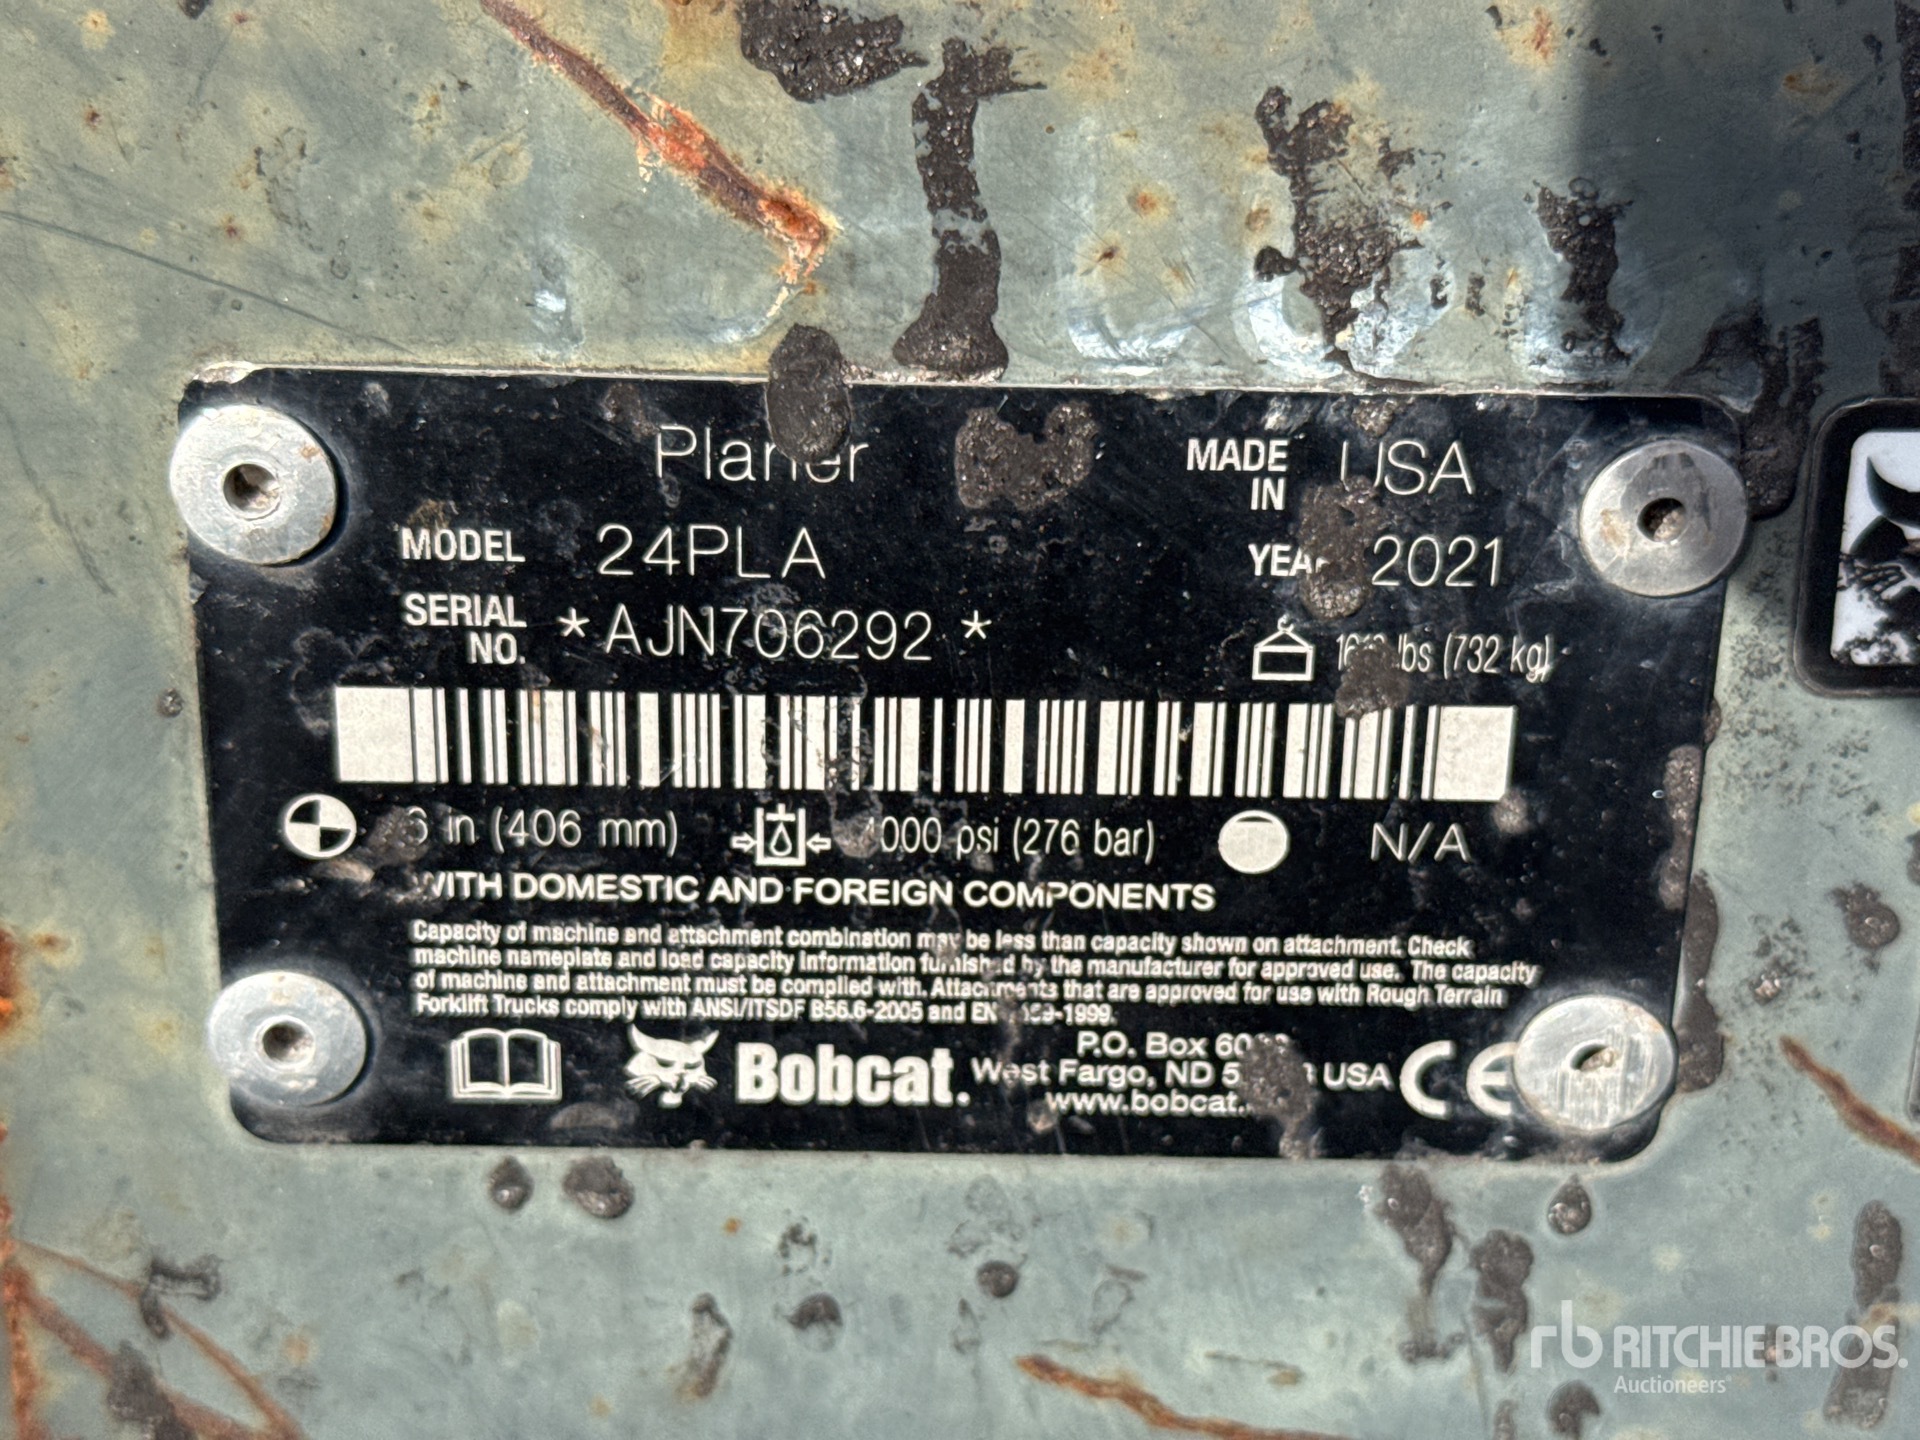 Planer
MADE IN USA
MODEL 24PLA
2021
SERIAL NO. *AJN706292*
lbs (732 kg)
in (406 mm)
psi (276 bar)
N/A
DOMESTIC AND FOREIGN COMPONENTS
Capacity of machine and attachment combination may be less than capacity shown on attachment. Check
machine nameplate and load capacity information furnished by the manufacturer for approved use. The capacity
of machine and attachment must be complied with. Attachments that are approved for use with Rough Terrain
Forklift Trucks comply with ANSI/ITSDF B56.6-2005 and EN
Bobcat.
P.O. Box
West Fargo, ND USA
www.bobcat.
CE
rb RITCHIE BROS.
Auctioneers